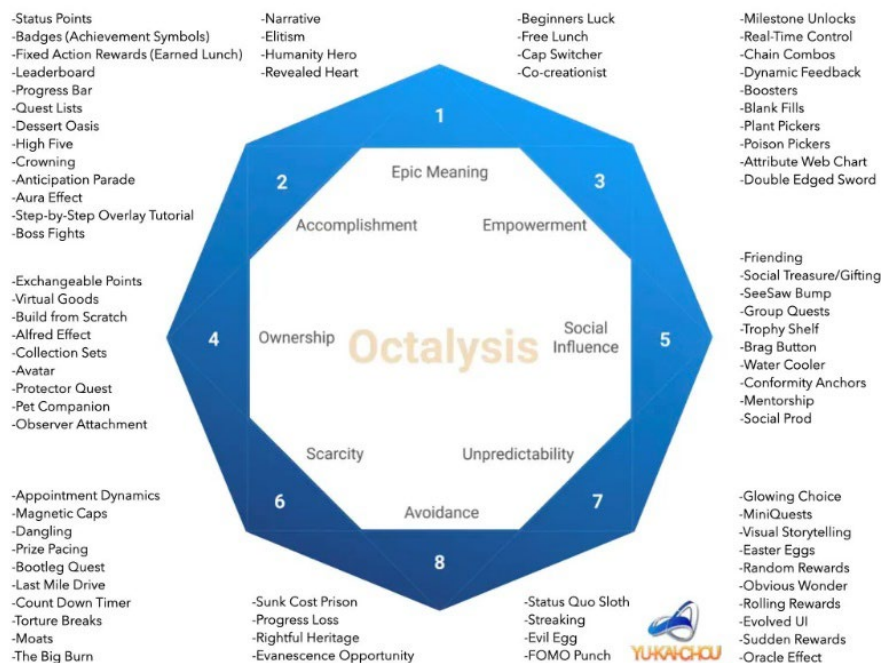 -Status Points
-Badges (Achievement Symbols)
-Fixed Action Rewards (Earned Lunch)
-Leaderboard
-Progress Bar
-Quest Lists
-Dessert Oasis
-High Five
-Crowning
-Anticipation Parade
-Aura Effect
-Step-by-Step Overlay Tutorial
-Boss Fights
-Narrative
-Elitism
-Humanity Hero
-Revealed Heart
-Beginners Luck
-Free Lunch
-Cap Switcher
-Co-creationist
-Milestone Unlocks
-Real-Time Control
-Chain Combos
-Dynamic Feedback
-Boosters
-Blank Fills
-Plant Pickers
-Poison Pickers
-Attribute Web Chart
-Double Edged Sword
1
Epic Meaning
2
Accomplishment
3
Empowerment
-Exchangeable Points
-Virtual Goods
-Build from Scratch
-Alfred Effect
-Collection Sets
-Avatar
-Protector Quest
-Pet Companion
-Observer Attachment
4
Ownership
Octalysis
Social
Influence
5
-Friending
-Social Treasure/Gifting
-SeeSaw Bump
-Group Quests
-Trophy Shelf
-Brag Button
-Water Cooler
-Conformity Anchors
-Mentorship
-Social Prod
Scarcity
6
Unpredictability
7
Avoidance
8
-Appointment Dynamics
-Magnetic Caps
-Dangling
-Prize Pacing
-Bootleg Quest
-Last Mile Drive
-Count Down Timer
-Torture Breaks
-Moats
-The Big Burn
-Sunk Cost Prison
-Progress Loss
-Rightful Heritage
-Evanescence Opportunity
-Status Quo Sloth
-Streaking
-Evil Egg
-FOMO Punch
YU-KAI-CHOU
-Glowing Choice
-MiniQuests
-Visual Storytelling
-Easter Eggs
-Random Rewards
-Obvious Wonder
-Rolling Rewards
-Evolved UI
-Sudden Rewards
-Oracle Effect